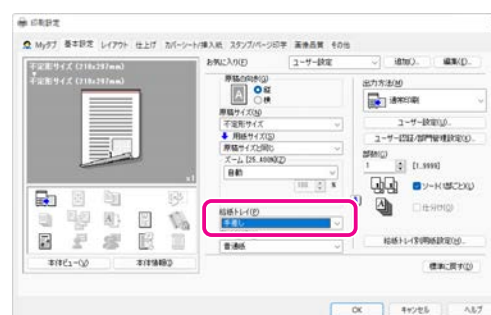 印刷設定
Myタブ 基本設定 レイアウト 仕上げ カバーシート/挿入紙 スタンプ/ページ印字 画像品質 その他
不定形サイズ (218x297mm)
不定形サイズ (218x297mm)
x1
本体ビュー(V)
本体情報(3)
お気に入り(F)
ユーザー設定
追加(J)...
編集(E)...
原稿の向き(O)
縦
横
原稿サイズ(N)
不定形サイズ
用紙サイズ(S)
原稿サイズと同じ
ズーム [25..400%](Z)
自動
100
%
給紙トレイ(P)
手差し
普通紙
出力方法(M)
通常印刷
ユーザー設定(U)...
ユーザー認証/部門管理設定(K)...
部数(C)
1
[1..9999]
ソート(1部ごと)(L)
仕分け(Q)
給紙トレイ別用紙設定(W)...
標準に戻す(D)
OK
キャンセル
ヘルプ